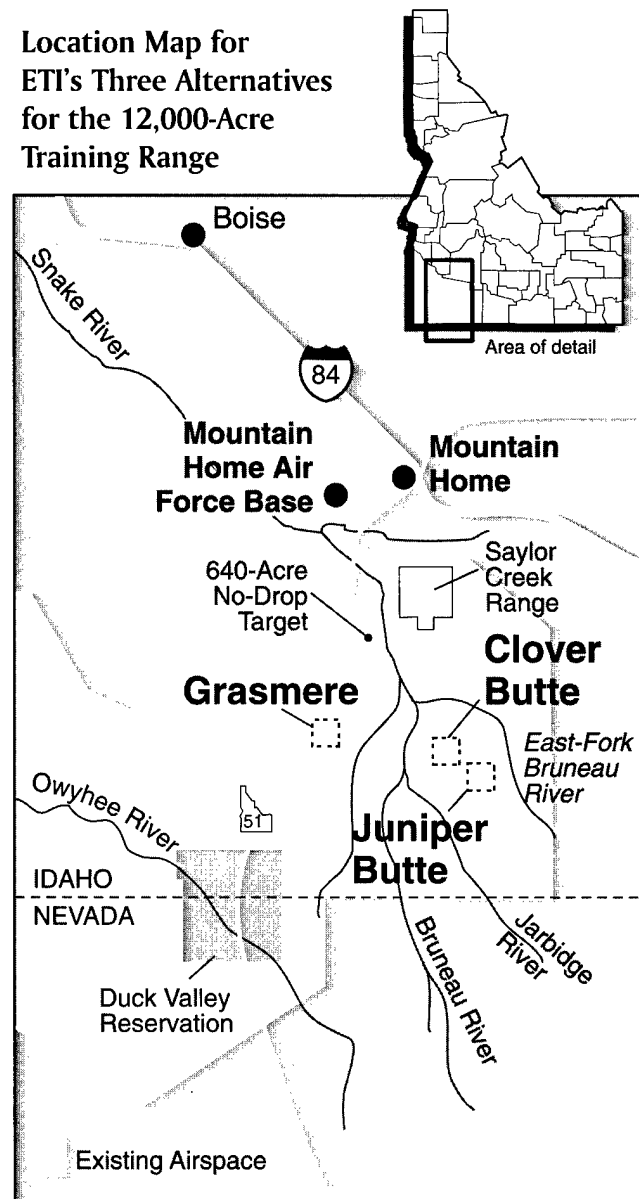 Location Map for
ETI's Three Alternatives
for the 12,000-Acre
Training Range
Area of detail
Boise
Snake River
84
Mountain
Home Air
Force Base
Mountain
Home
640-Acre
No-Drop
Target
Saylor
Creek
Range
Clover
Butte
Grasmere
East-Fork
Bruneau
River
Owyhee River
51
Juniper
Butte
IDAHO
NEVADA
Jarbidge
River
Bruneau River
Duck Valley
Reservation
Existing Airspace